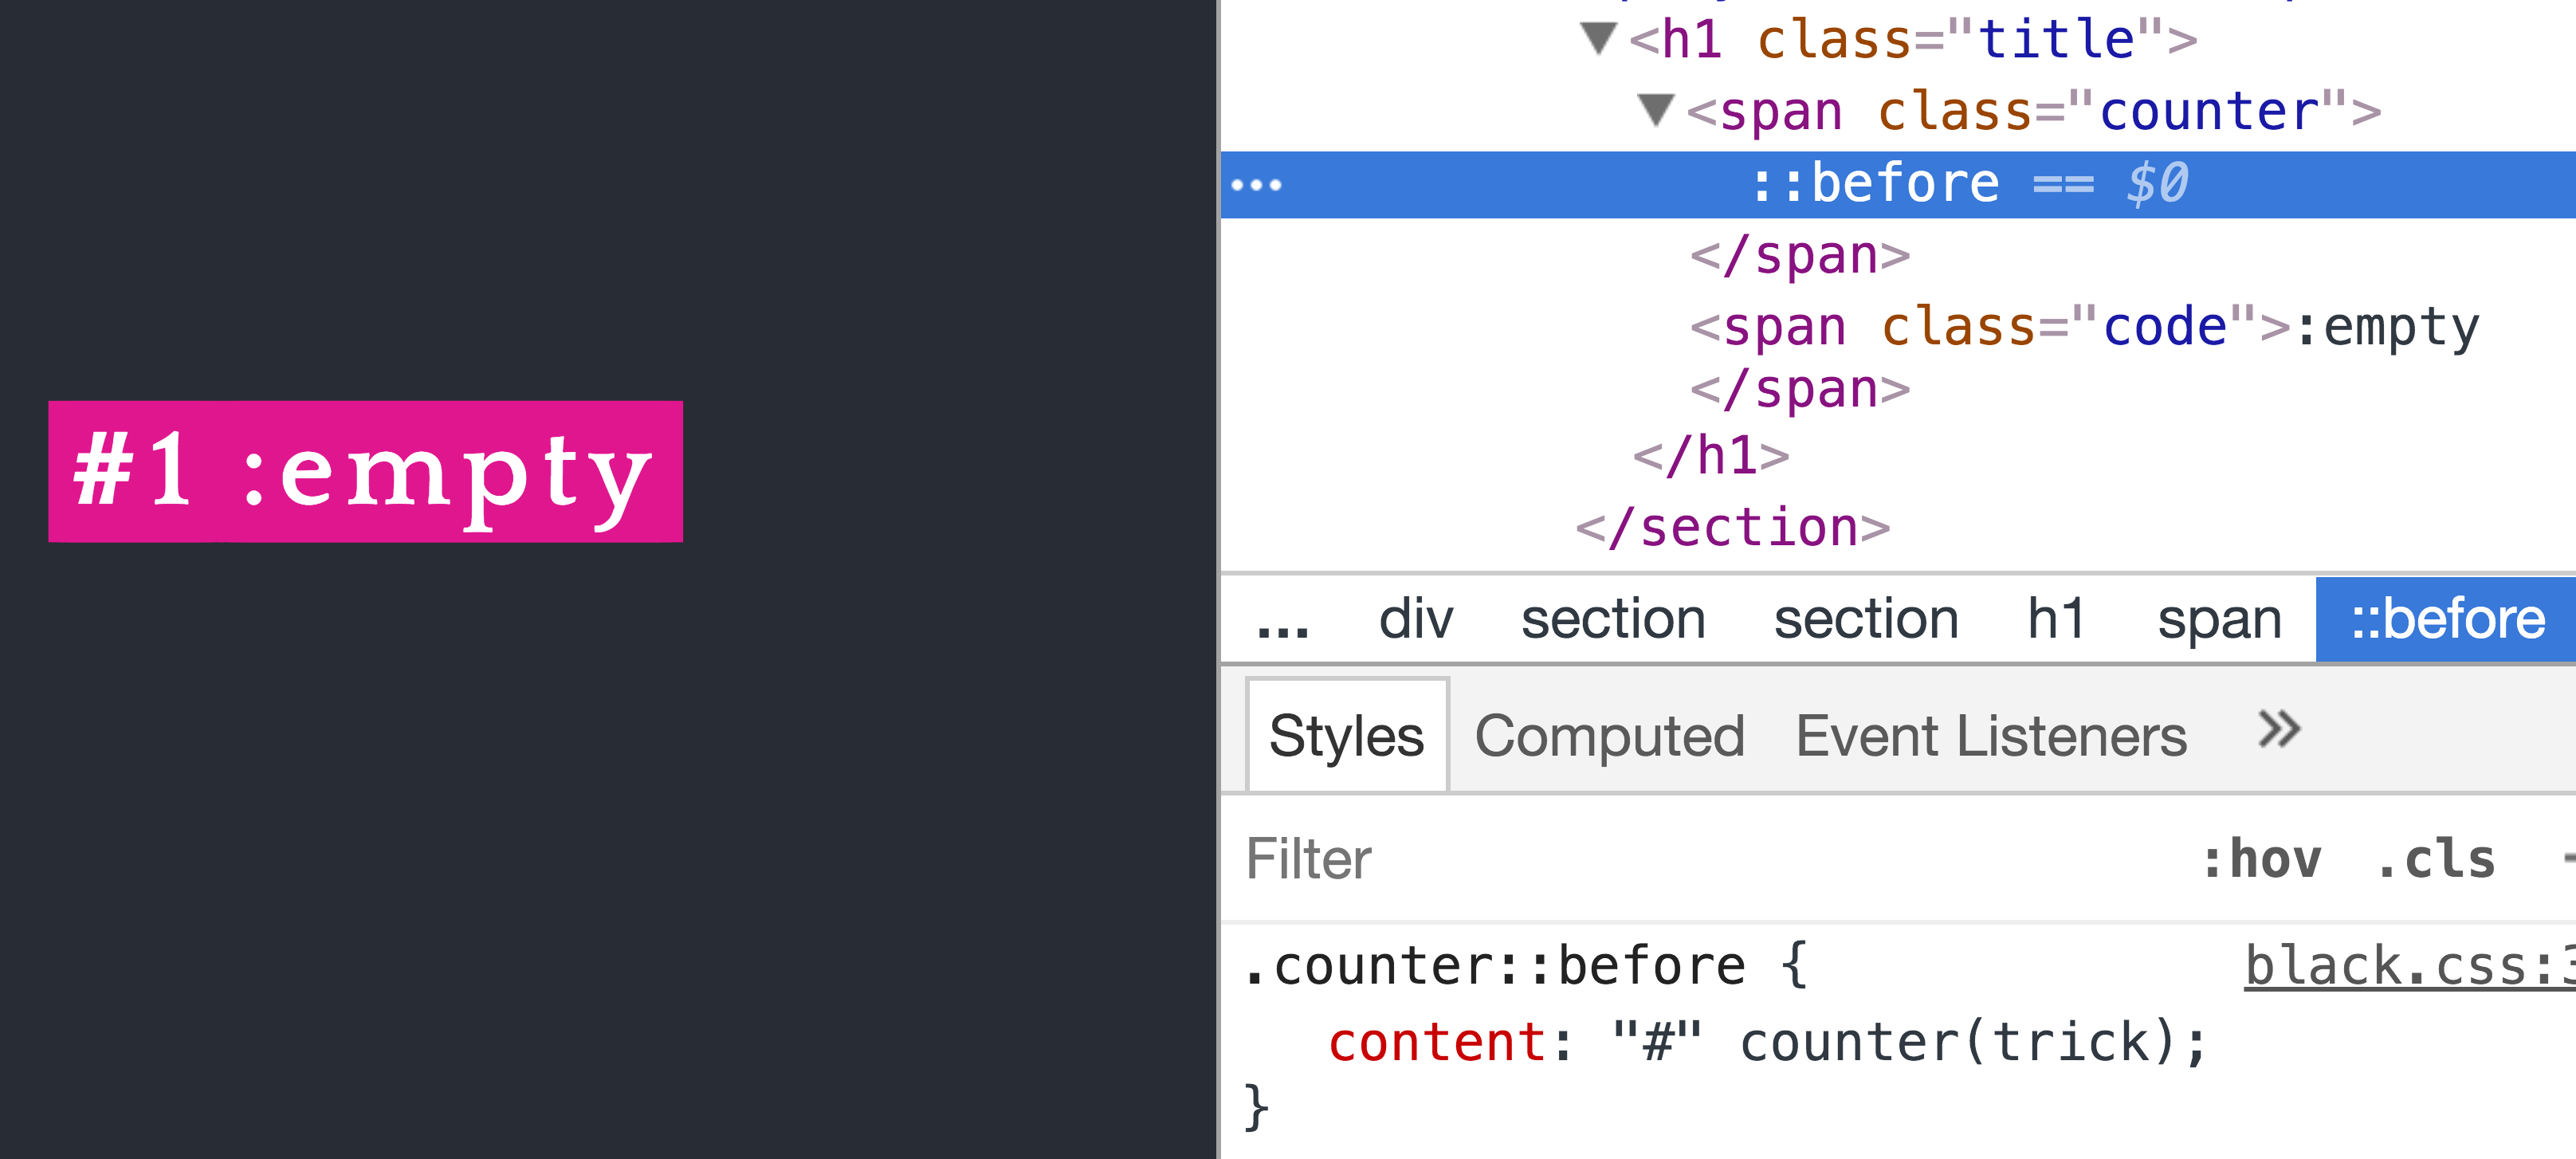 #1 :empty
<h1 class="title">
<span class="counter">
::before == $0
</span>
<span class="code">:empty
</span>
</h1>
</section>
... div section section h1 span ::before
Styles Computed Event Listeners
Filter :hov .cls
.counter::before { black.css:3
content: "#" counter(trick);
}